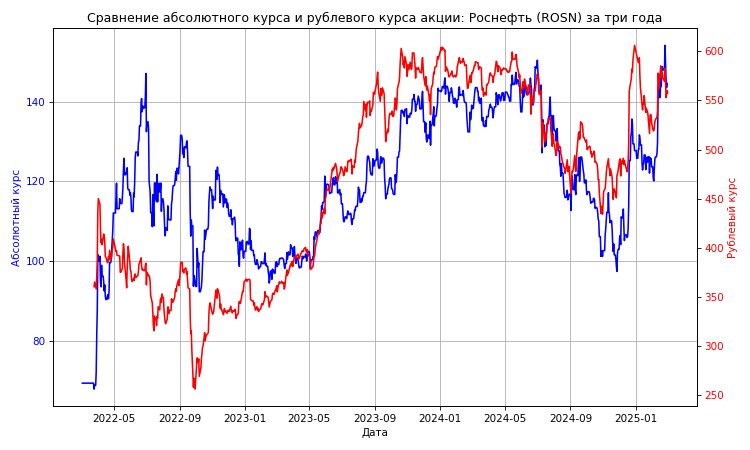 Сравнение абсолютного курса и рублевого курса акции: Роснефть (ROSN) за три года
Абсолютный курс
140
120
100
80
600
550
500
450
400
350
300
250
Рублевый курс
2022-05 2022-09 2023-01 2023-05 2023-09 2024-01 2024-05 2024-09 2025-01
Дата